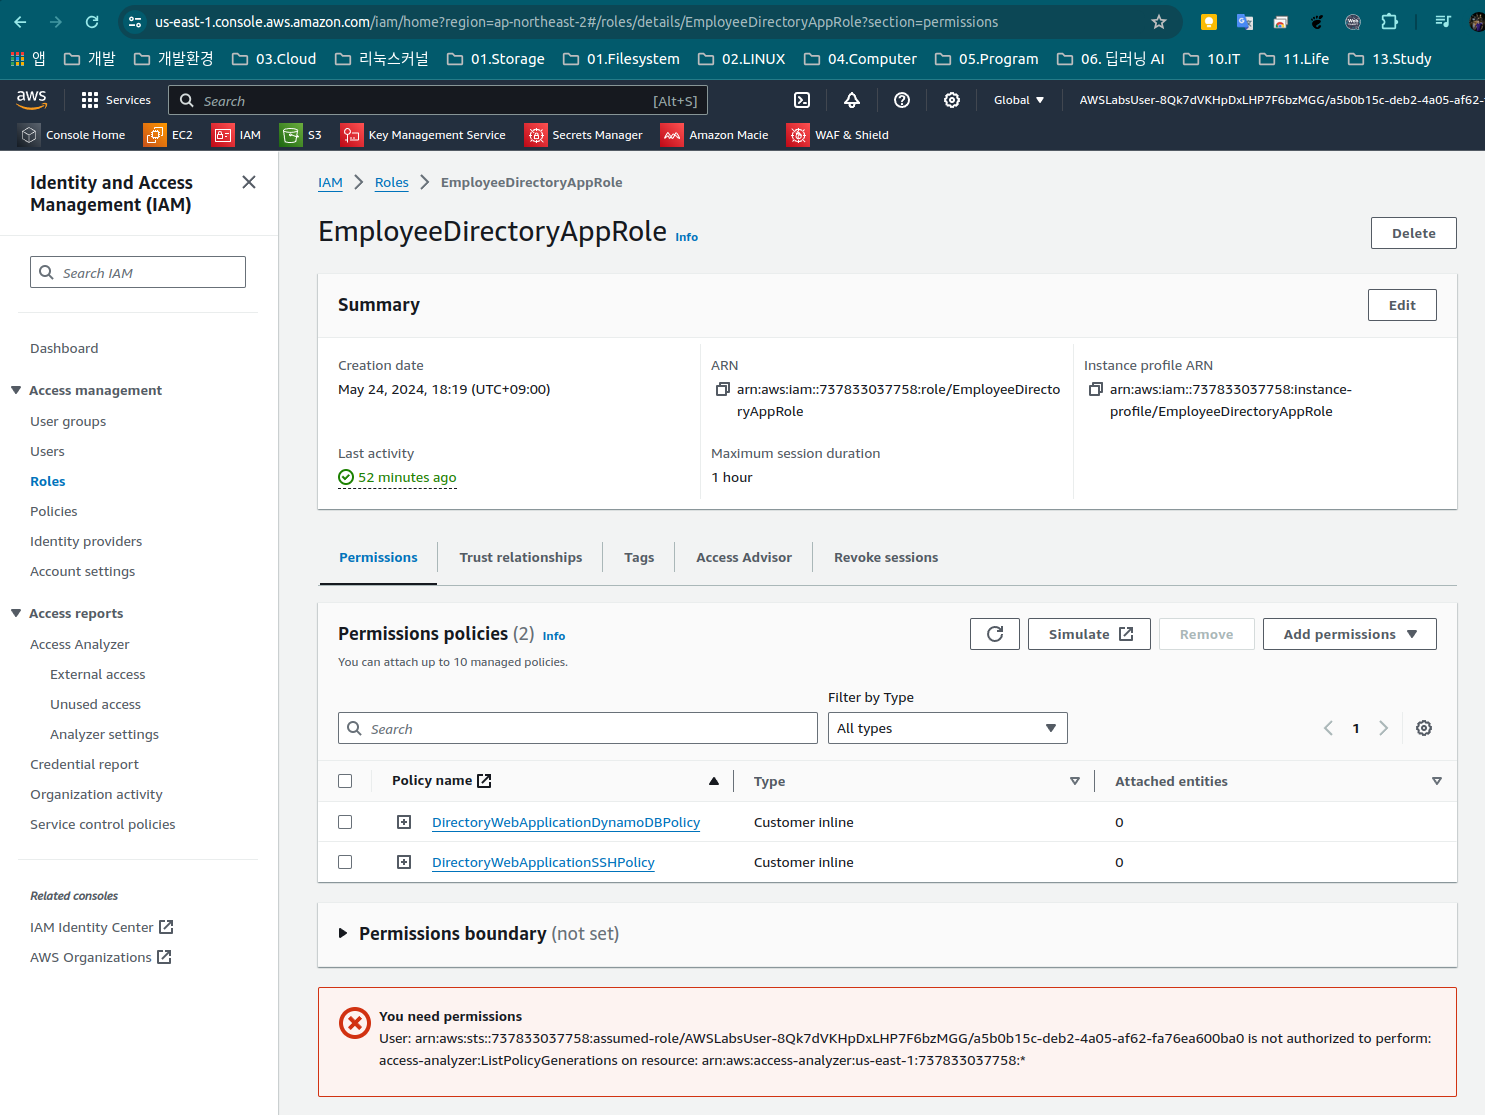 us-east-1.console.aws.amazon.com/iam/home?region=ap-northeast-2#/roles/details/EmployeeDirectoryAppRole?section=permissions
앱 개발 개발환경 03.Cloud 리눅스커널 01.Storage 01.Filesystem 02.LINUX 04.Computer 05.Program 06. 딥러닝 AI 10.IT 11.Life 13.Study
aws Services Search [Alt+S] Global AWSLabsUser-8Qk7dVKHpDxLHP7F6bzMGG/a5b0b15c-deb2-4a05-af62-
Console Home EC2 IAM S3 Key Management Service Secrets Manager Amazon Macie WAF & Shield
Identity and Access
Management (IAM)
Search IAM
Dashboard
Access management
User groups
Users
Roles
Policies
Identity providers
Account settings
Access reports
Access Analyzer
External access
Unused access
Analyzer settings
Credential report
Organization activity
Service control policies
Related consoles
IAM Identity Center
AWS Organizations
IAM Roles EmployeeDirectoryAppRole
EmployeeDirectoryAppRole Info
Delete
Summary
Edit
Creation date
May 24, 2024, 18:19 (UTC+09:00)
ARN
arn:aws:iam::737833037758:role/EmployeeDirecto
ryAppRole
Instance profile ARN
arn:aws:iam::737833037758:instance-
profile/EmployeeDirectoryAppRole
Last activity
52 minutes ago
Maximum session duration
1 hour
Permissions Trust relationships Tags Access Advisor Revoke sessions
Permissions policies (2) Info
You can attach up to 10 managed policies.
Simulate Remove Add permissions
Filter by Type
Search
All types
1
Policy name Type Attached entities
DirectoryWebApplicationDynamoDBPolicy Customer inline 0
DirectoryWebApplicationSSHPolicy Customer inline 0
Permissions boundary (not set)
You need permissions
User: arn:aws:sts::737833037758:assumed-role/AWSLabsUser-8Qk7dVKHpDxLHP7F6bzMGG/a5b0b15c-deb2-4a05-af62-fa76ea600ba0 is not authorized to perform:
access-analyzer:ListPolicyGenerations on resource: arn:aws:access-analyzer:us-east-1:737833037758:*